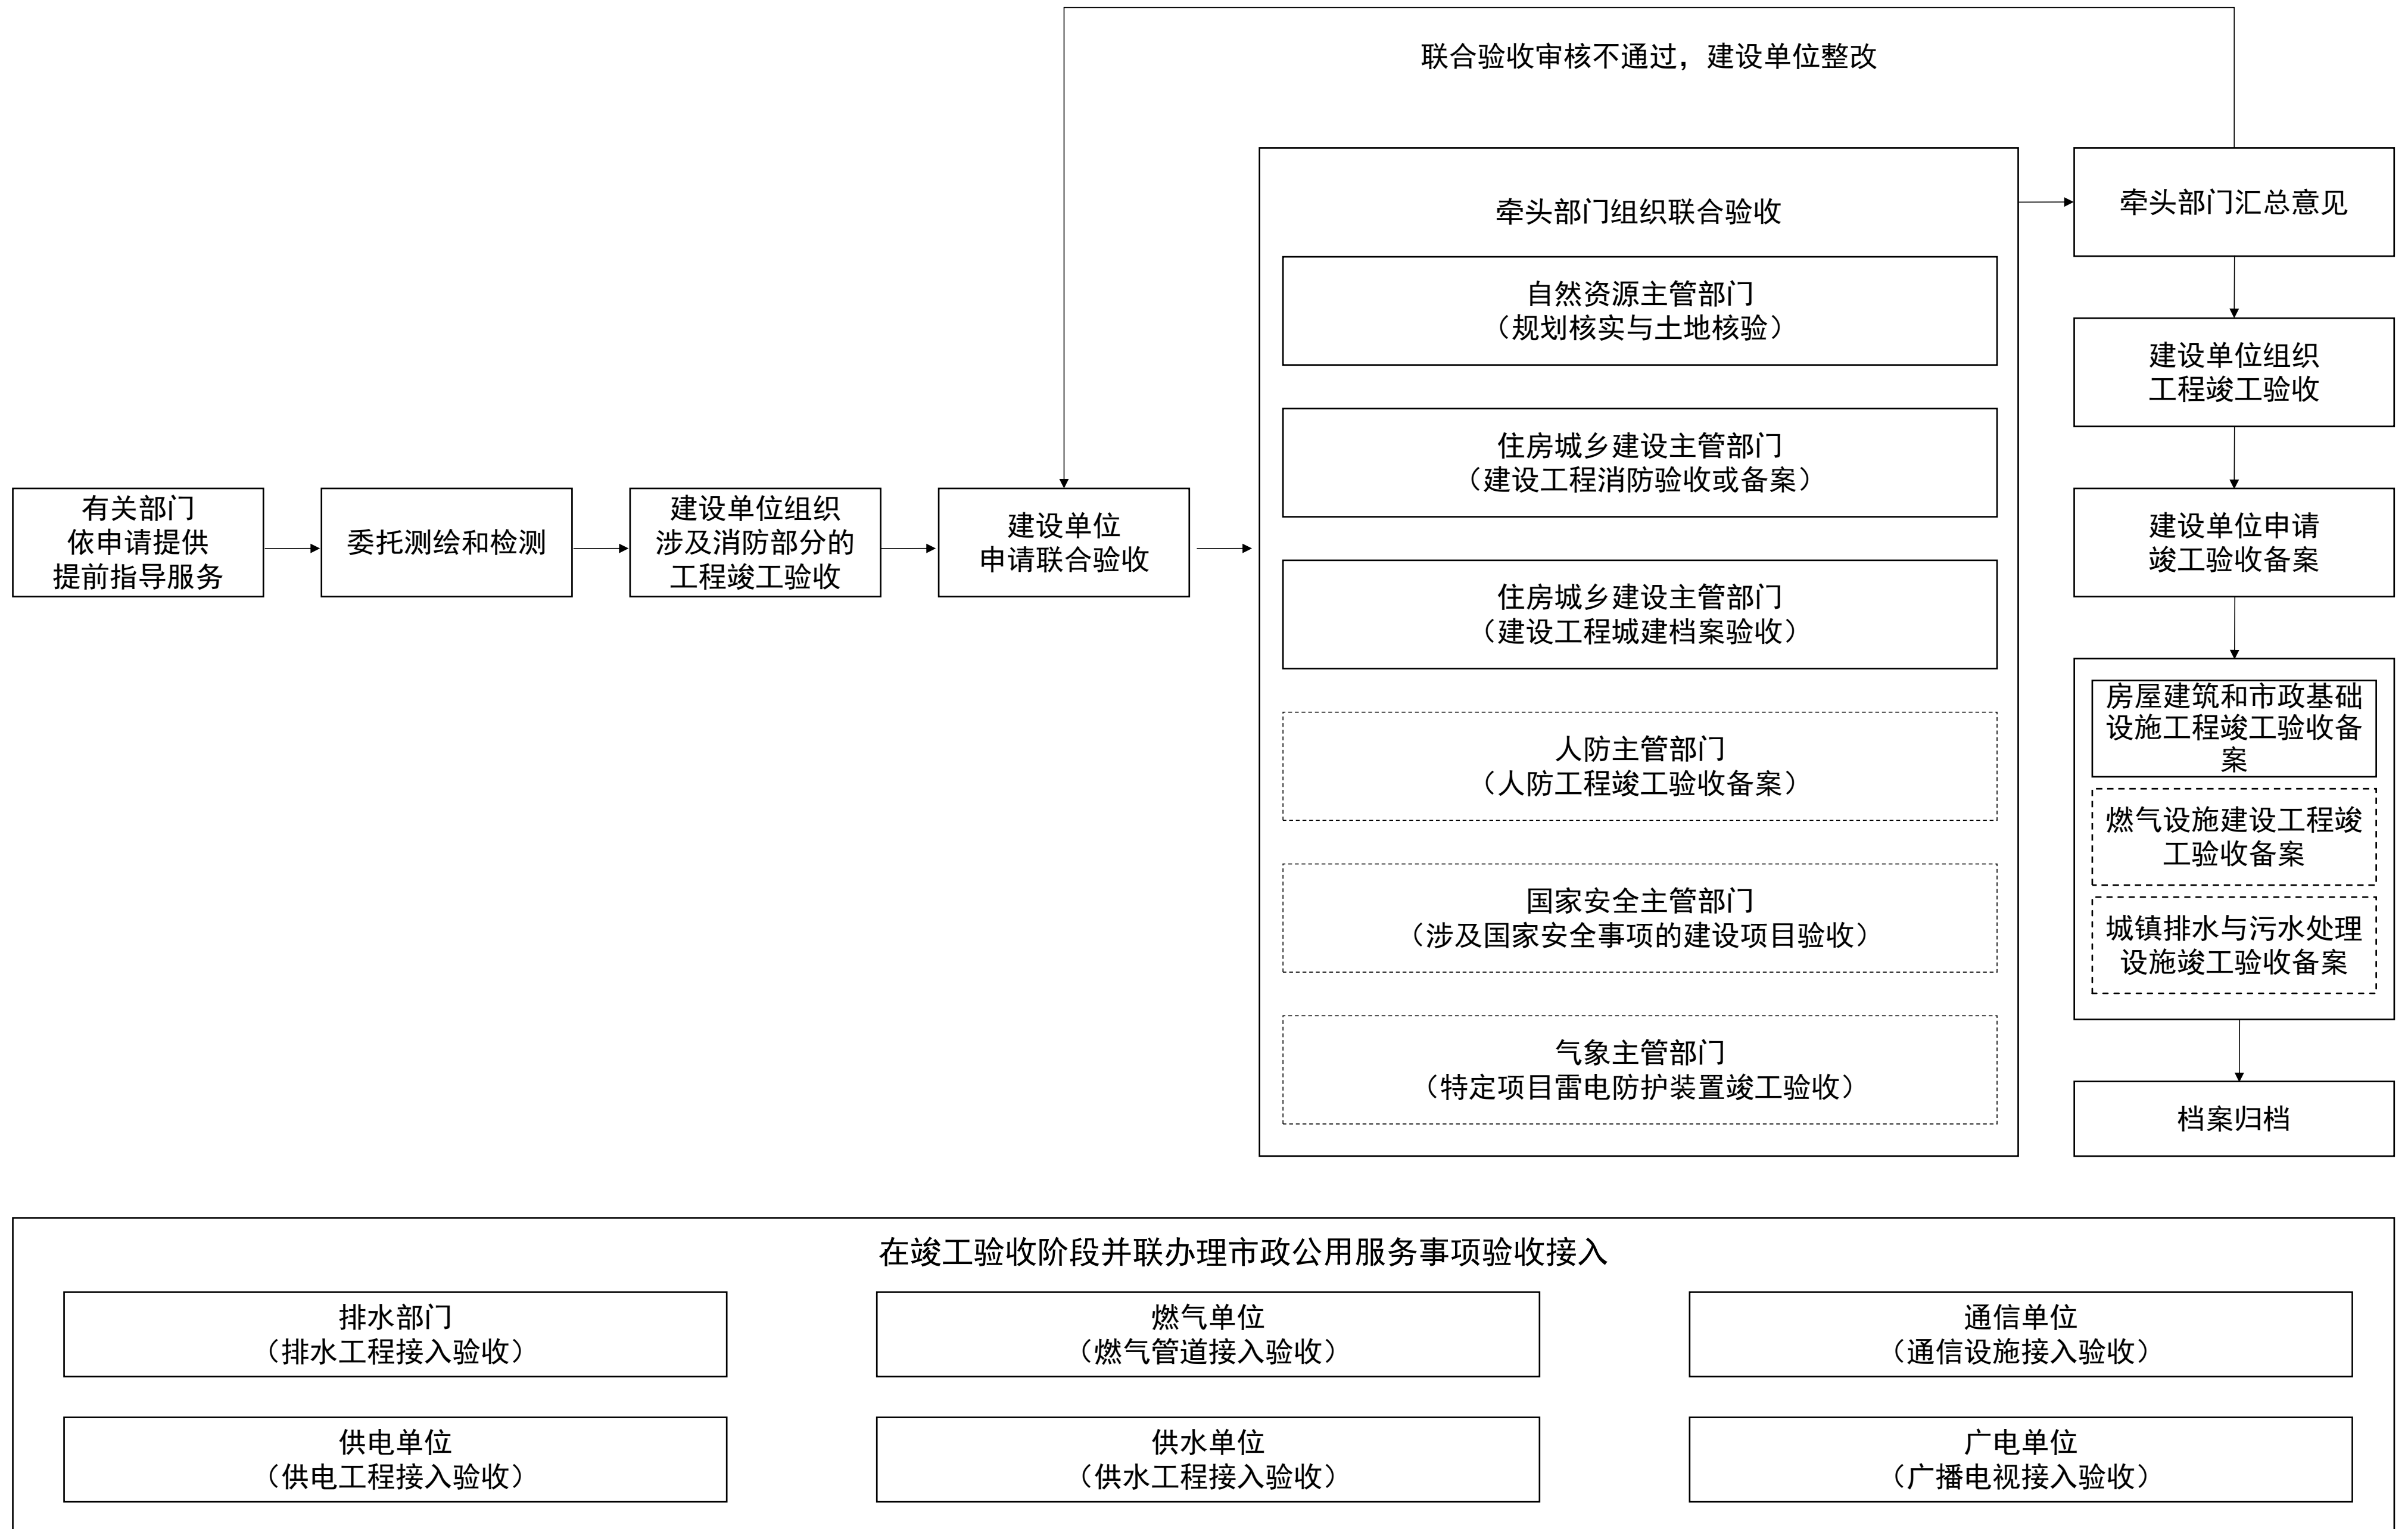 联合验收审核不通过，建设单位整改
有关部门
依申请提供
提前指导服务
委托测绘和检测
建设单位组织
涉及消防部分的
工程竣工验收
建设单位
申请联合验收
牵头部门组织联合验收
自然资源主管部门
（规划核实与土地核验）
住房城乡建设主管部门
（建设工程消防验收或备案）
住房城乡建设主管部门
（建设工程城建档案验收）
人防主管部门
（人防工程竣工验收备案）
国家安全主管部门
（涉及国家安全事项的建设项目验收）
气象主管部门
（特定项目雷电防护装置竣工验收）
牵头部门汇总意见
建设单位组织
工程竣工验收
建设单位申请
竣工验收备案
房屋建筑和市政基础
设施工程竣工验收备
案
燃气设施建设工程竣
工验收备案
城镇排水与污水处理
设施竣工验收备案
档案归档
在竣工验收阶段并联办理市政公用服务事项验收接入
排水部门
（排水工程接入验收）
燃气单位
（燃气管道接入验收）
通信单位
（通信设施接入验收）
供电单位
（供电工程接入验收）
供水单位
（供水工程接入验收）
广电单位
（广播电视接入验收）